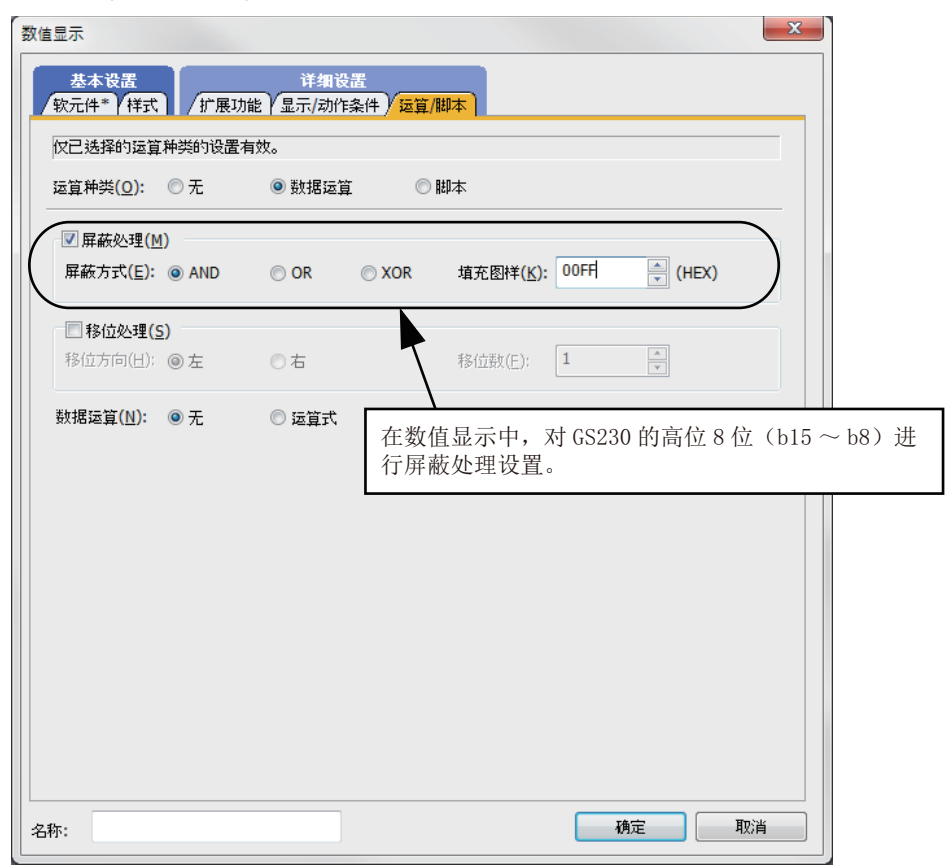 数值显示
基本设置 详细设置
软元件* 样式 扩展功能 显示/动作条件 运算/脚本
仅已选择的运算种类的设置有效。
运算种类(O): 无 数据运算 脚本
屏蔽处理(M)
屏蔽方式(E): AND OR XOR 填充图样(K): 00FF (HEX)
移位处理(S)
移位方向(H): 左 右 移位数(F): 1
数据运算(N): 无 运算式
在数值显示中，对 GS230 的高位 8 位（b15 ～ b8）进
行屏蔽处理设置。
名称: 确定 取消